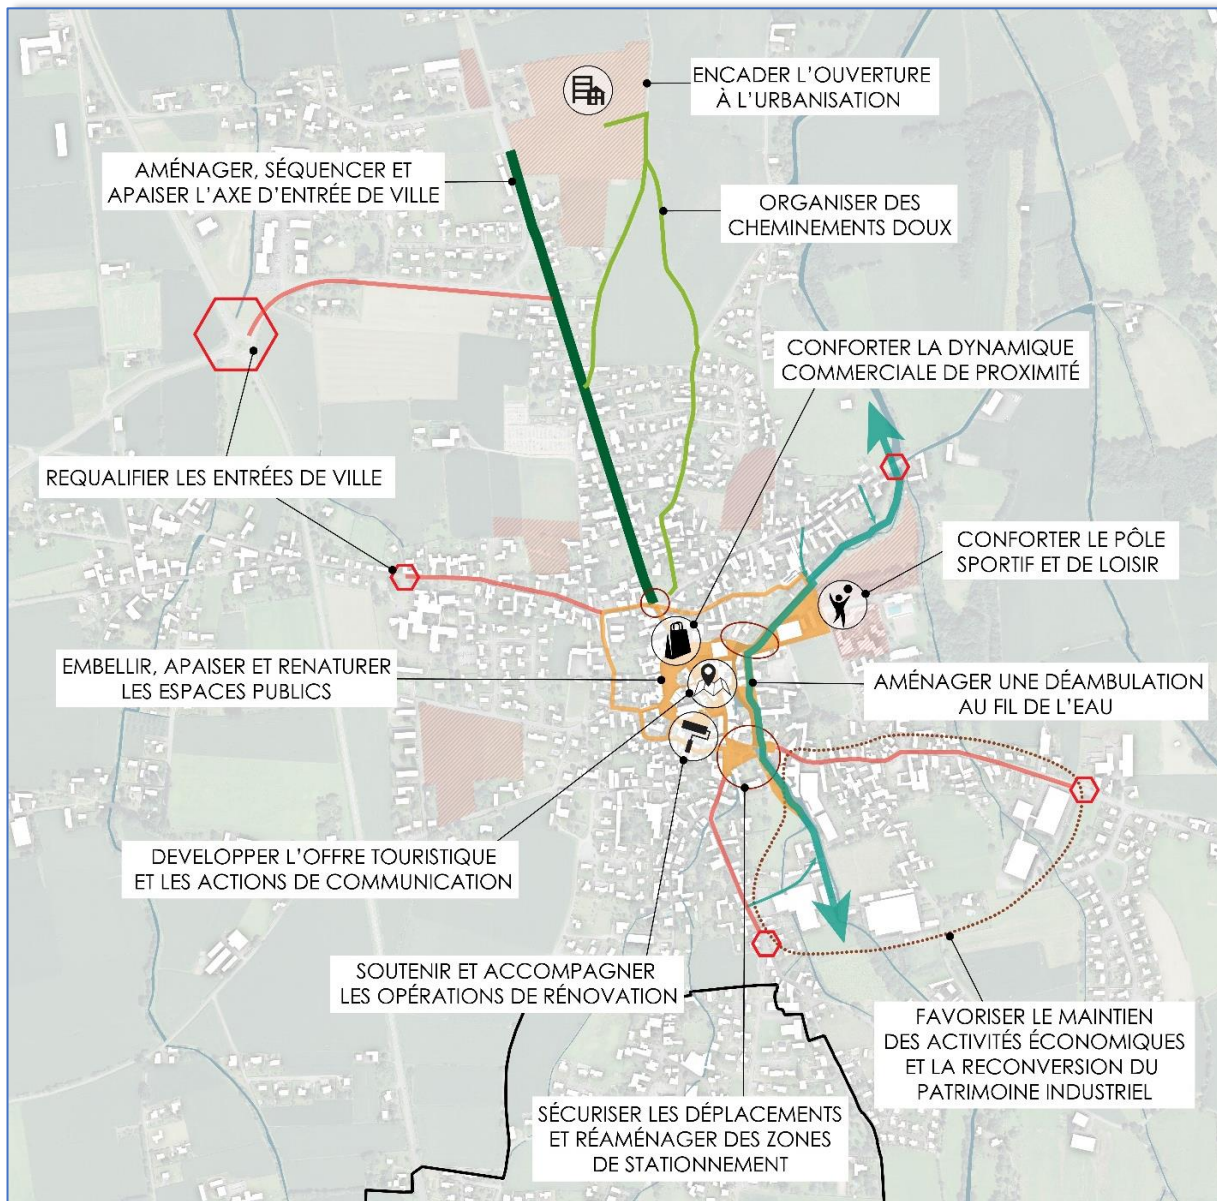 ENCADER L'OUVERTURE
À L'URBANISATION
AMÉNAGER, SÉQUENCER ET
APAISER L'AXE D'ENTRÉE DE VILLE
ORGANISER DES
CHEMINEMENTS DOUX
CONFORTER LA DYNAMIQUE
COMMERCIALE DE PROXIMITÉ
REQUALIFIER LES ENTRÉES DE VILLE
CONFORTER LE PÔLE
SPORTIF ET DE LOISIR
EMBELLIR, APAISER ET RENATURER
LES ESPACES PUBLICS
AMÉNAGER UNE DÉAMBULATION
AU FIL DE L'EAU
DEVELOPPER L'OFFRE TOURISTIQUE
ET LES ACTIONS DE COMMUNICATION
SOUTENIR ET ACCOMPAGNER
LES OPÉRATIONS DE RÉNOVATION
FAVORISER LE MAINTIEN
DES ACTIVITÉS ÉCONOMIQUES
ET LA RECONVERSION DU
PATRIMOINE INDUSTRIEL
SÉCURISER LES DÉPLACEMENTS
ET RÉAMÉNAGER DES ZONES
DE STATIONNEMENT